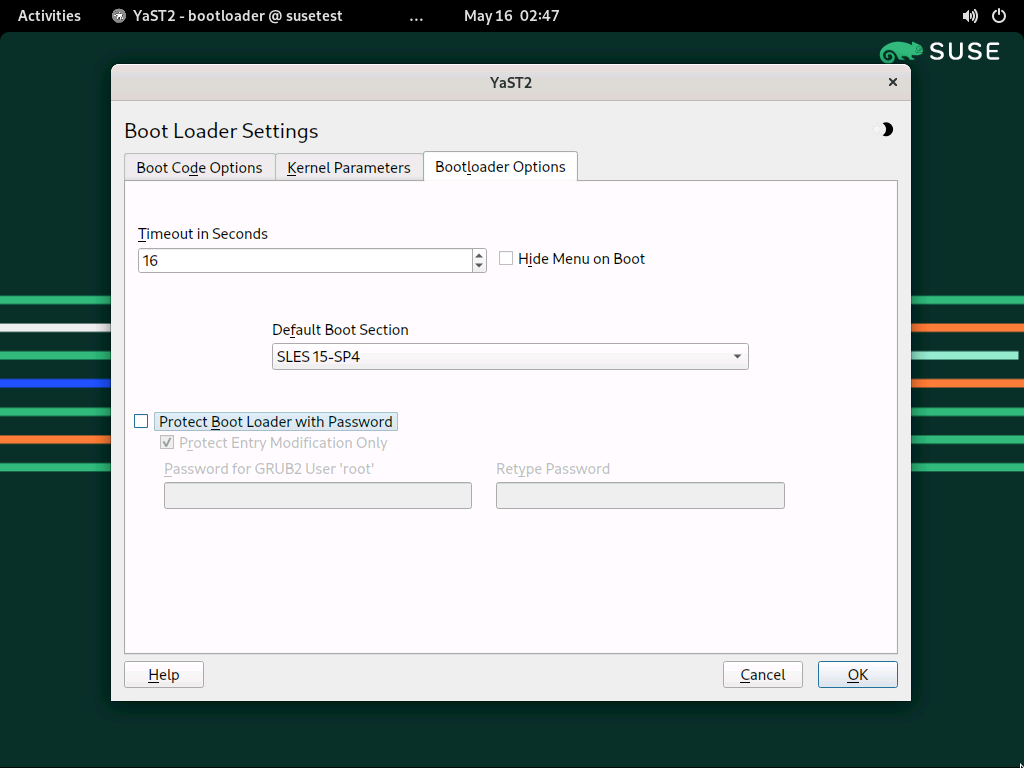 Activities YaST2 - bootloader @ susetest ... May 16 02:47
SUSE
YaST2
Boot Loader Settings
Boot Code Options Kernel Parameters Bootloader Options
Timeout in Seconds
16 Hide Menu on Boot
Default Boot Section
SLES 15-SP4
Protect Boot Loader with Password
Protect Entry Modification Only
Password for GRUB2 User 'root' Retype Password
Help Cancel OK